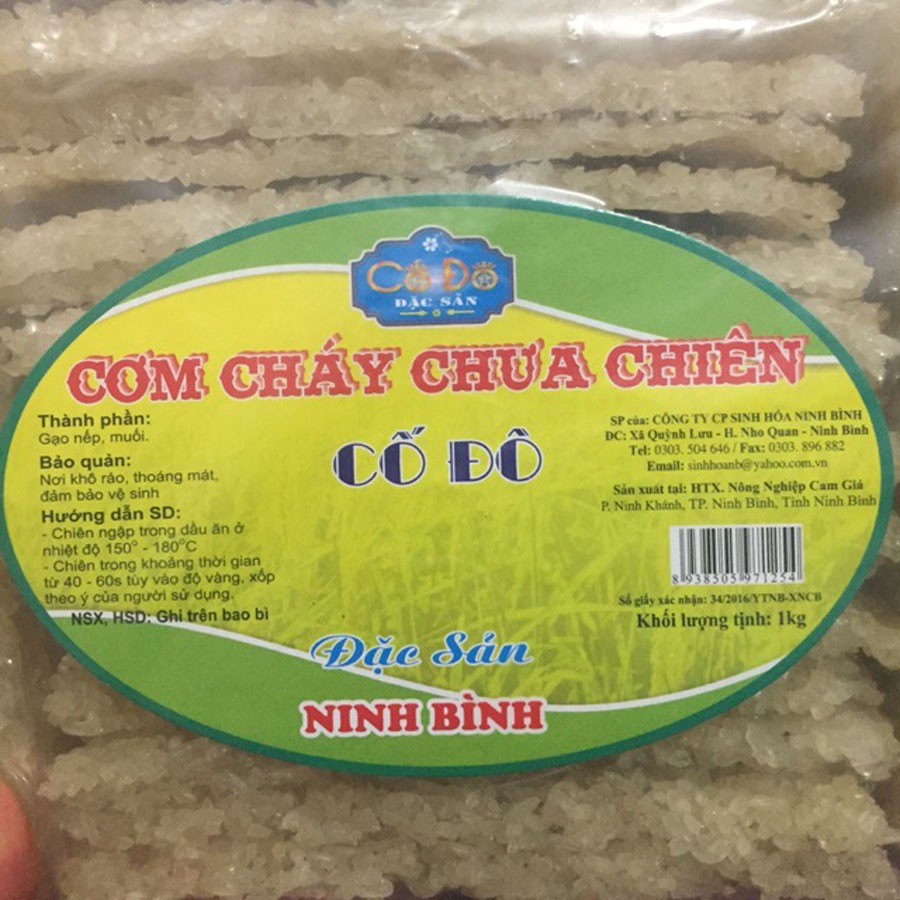 CỐ ĐÔ
ĐẶC SẢN
CƠM CHÁY CHƯA CHIÊN
CỐ ĐÔ
Thành phần:
Gạo nếp, muối.
Bảo quản:
Nơi khô ráo, thoáng mát,
đảm bảo vệ sinh
Hướng dẫn SD:
- Chiên ngập trong dầu ăn ở
nhiệt độ 150° - 180°C
- Chiên trong khoảng thời gian
từ 40 - 60s tùy vào độ vàng, xốp
theo ý của người sử dụng.
NSX, HSD: Ghi trên bao bì
SP của: CÔNG TY CP SINH HÓA NINH BÌNH
DC: Xã Quỳnh Lưu - H. Nho Quan - Ninh Bình
Tel: 0303. 504 646 / Fax: 0303. 896 882
Email: sinhhoanb@yahoo.com.vn
Sản xuất tại: HTX. Nông Nghiệp Cam Giá
P. Ninh Khánh, TP. Ninh Bình, Tỉnh Ninh Bình
8 938505 971254
Số giấy xác nhận: 34/2016/YTNB-XNCB
Khối lượng tịnh: 1kg
Đặc Sản
NINH BÌNH